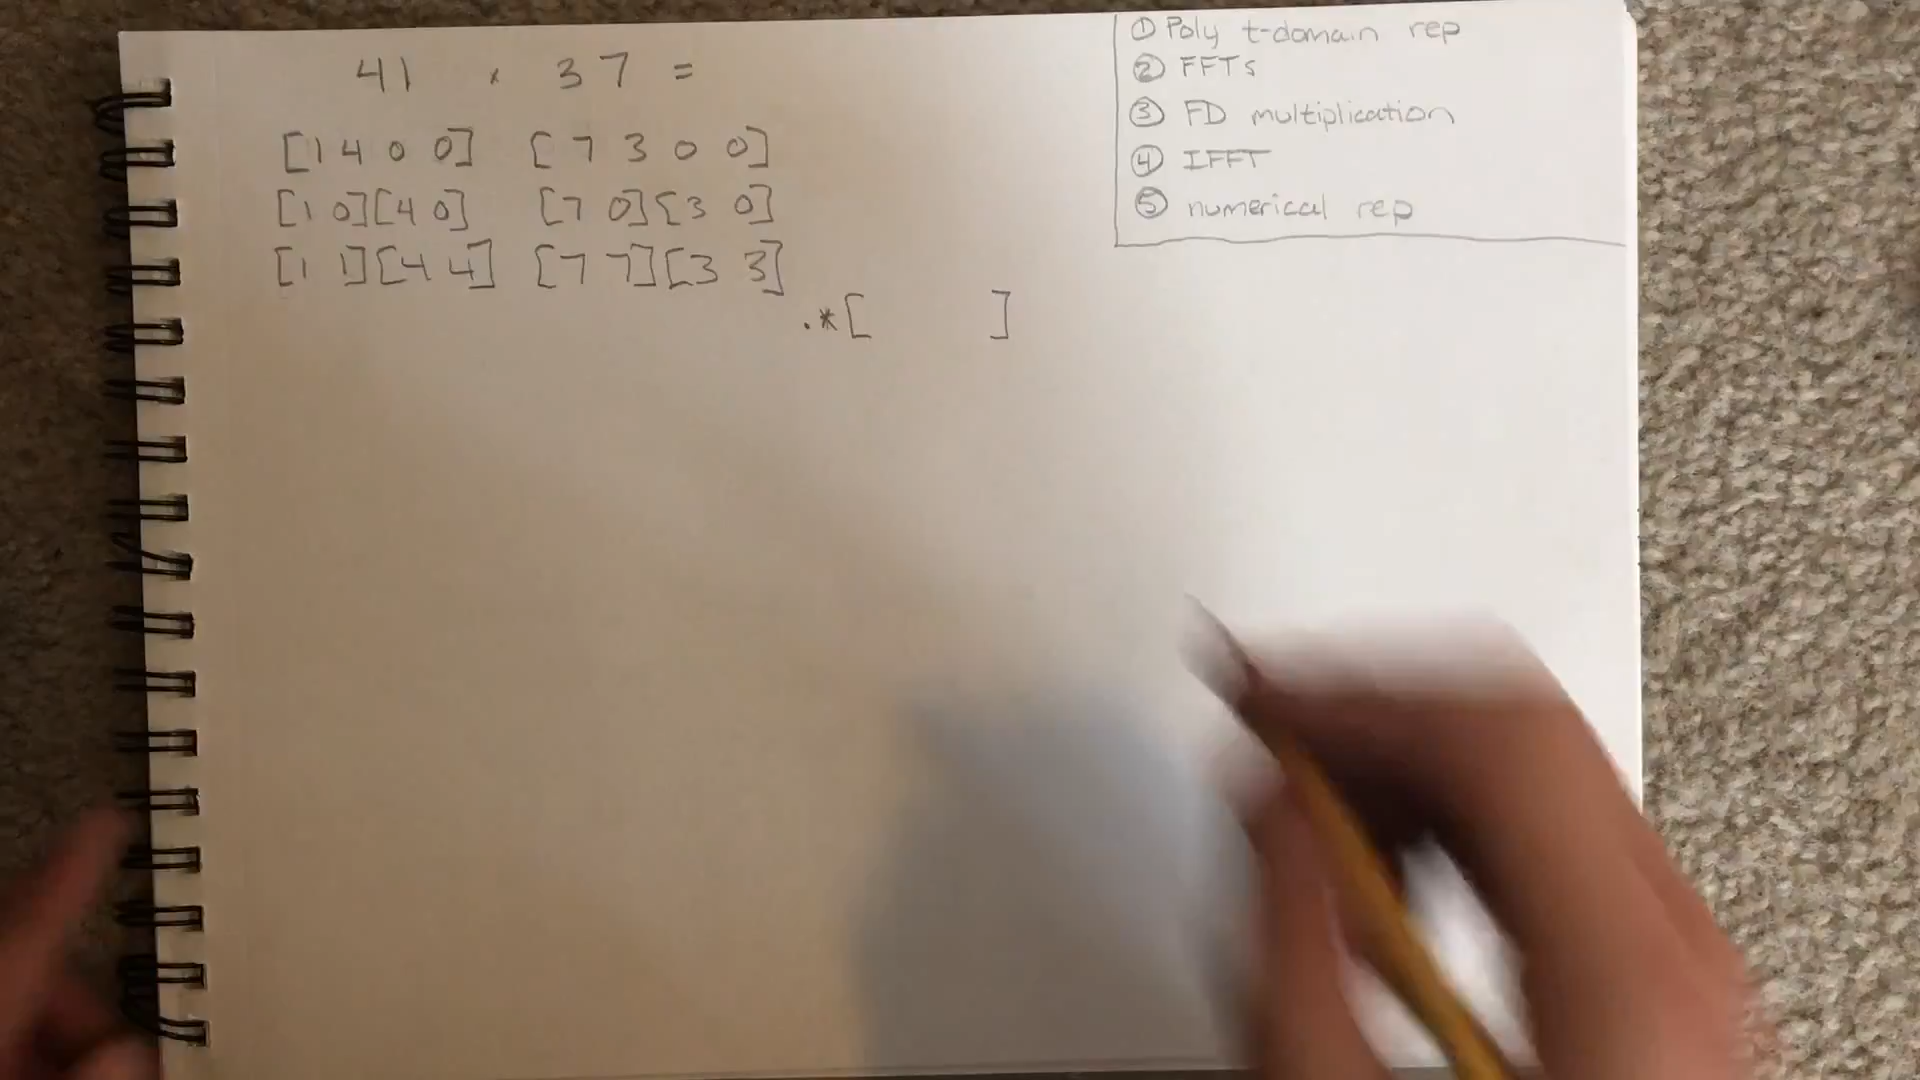 41 × 37 =
[1 4 0 0] [7 3 0 0]
[1 0][4 0] [7 0][3 0]
[1 1][4 4] [7 7][3 3]
.*[ ]
① Poly t-domain rep
② FFTs
③ FD multiplication
④ IFFT
⑤ numerical rep